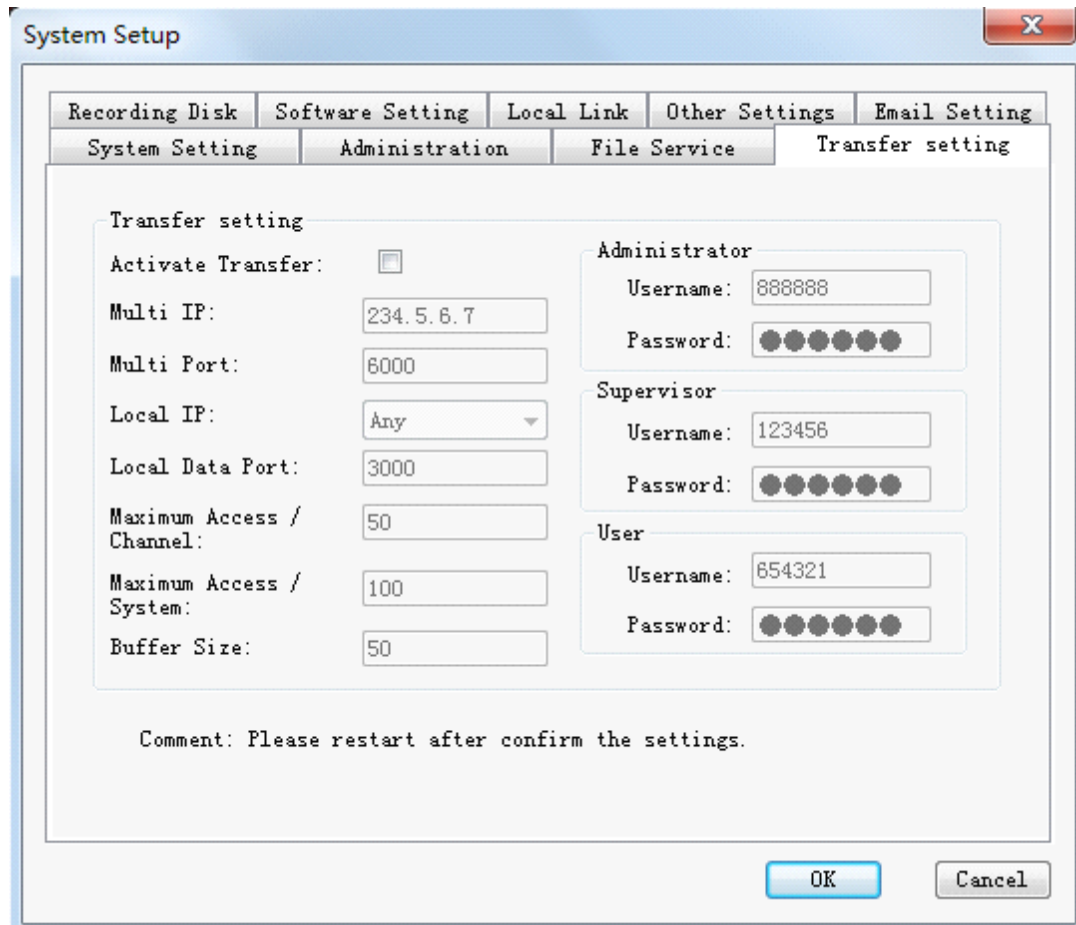 System Setup
Recording Disk Software Setting Local Link Other Settings Email Setting
System Setting Administration File Service Transfer setting
Transfer setting
Activate Transfer:
Multi IP: 234.5.6.7
Multi Port: 6000
Local IP: Any
Local Data Port: 3000
Maximum Access /
Channel: 50
Maximum Access /
System: 100
Buffer Size: 50
Administrator
Username: 888888
Password: ●●●●●●
Supervisor
Username: 123456
Password: ●●●●●●
User
Username: 654321
Password: ●●●●●●
Comment: Please restart after confirm the settings.
OK Cancel